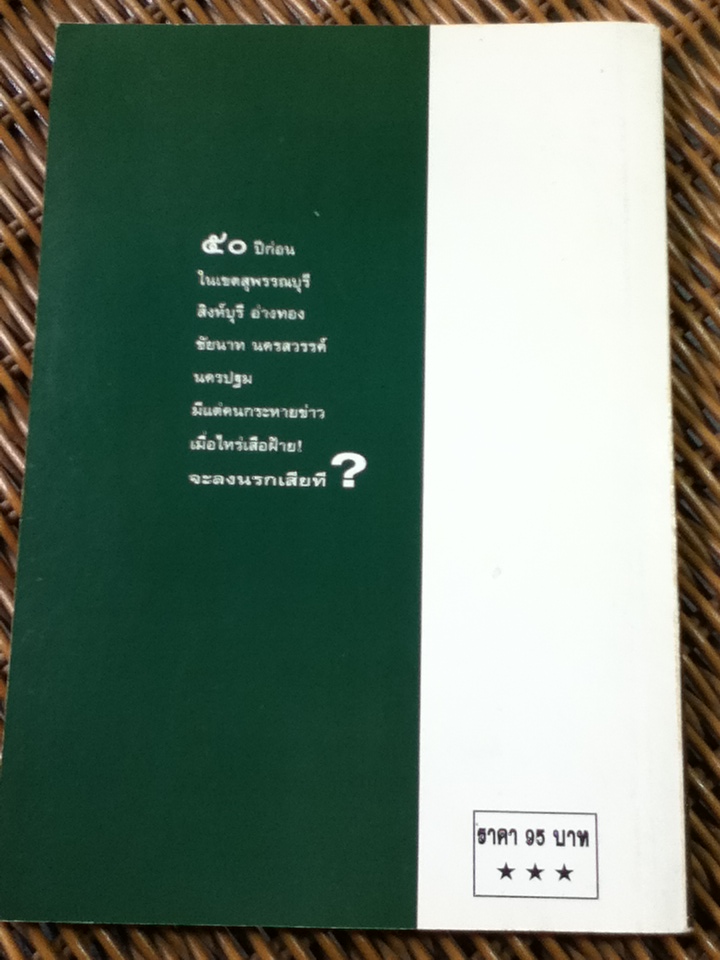 ๕๐ ปีก่อน
ในเขตสุพรรณบุรี
สิงห์บุรี อ่างทอง
ชัยนาท นครสวรรค์
นครปฐม
มีแต่คนกระหายข่าว
เมื่อไหร่เสือฝ้าย!
จะลงนรกเสียที ?
ราคา 95 บาท
★ ★ ★